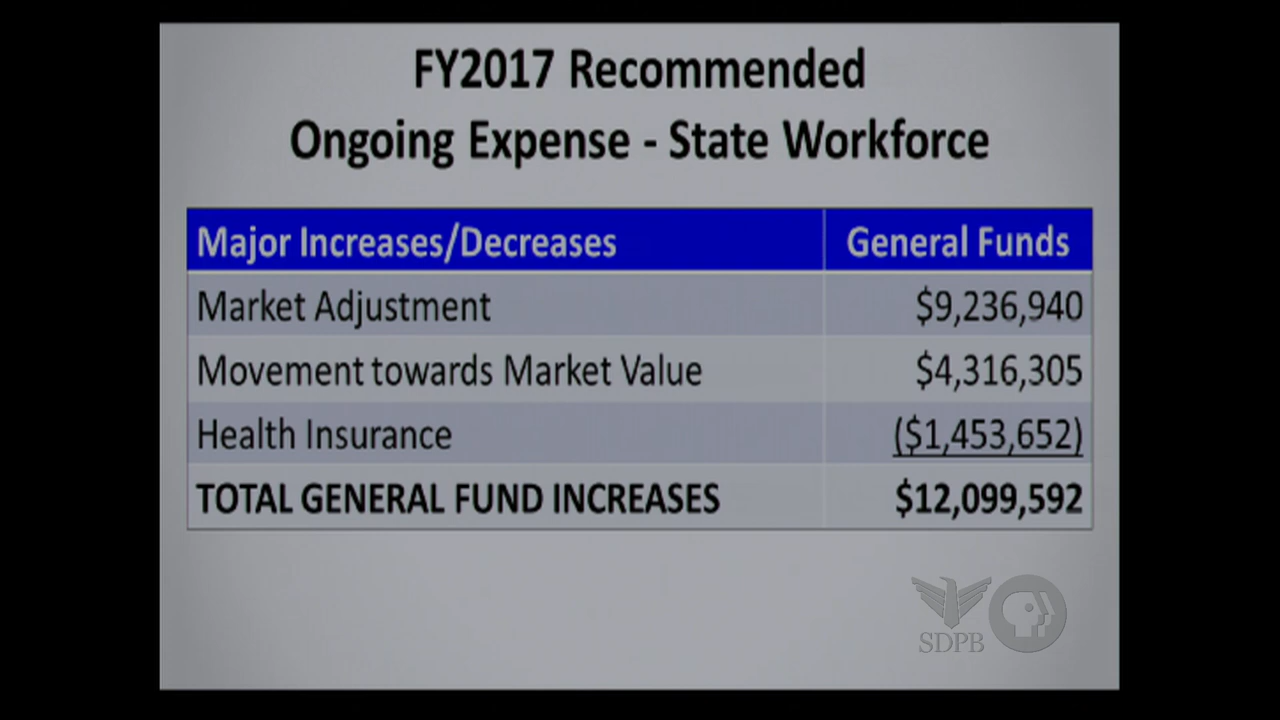 FY2017 Recommended
Ongoing Expense - State Workforce
Major Increases/Decreases General Funds
Market Adjustment $9,236,940
Movement towards Market Value $4,316,305
Health Insurance ($1,453,652)
TOTAL GENERAL FUND INCREASES $12,099,592
SDPB